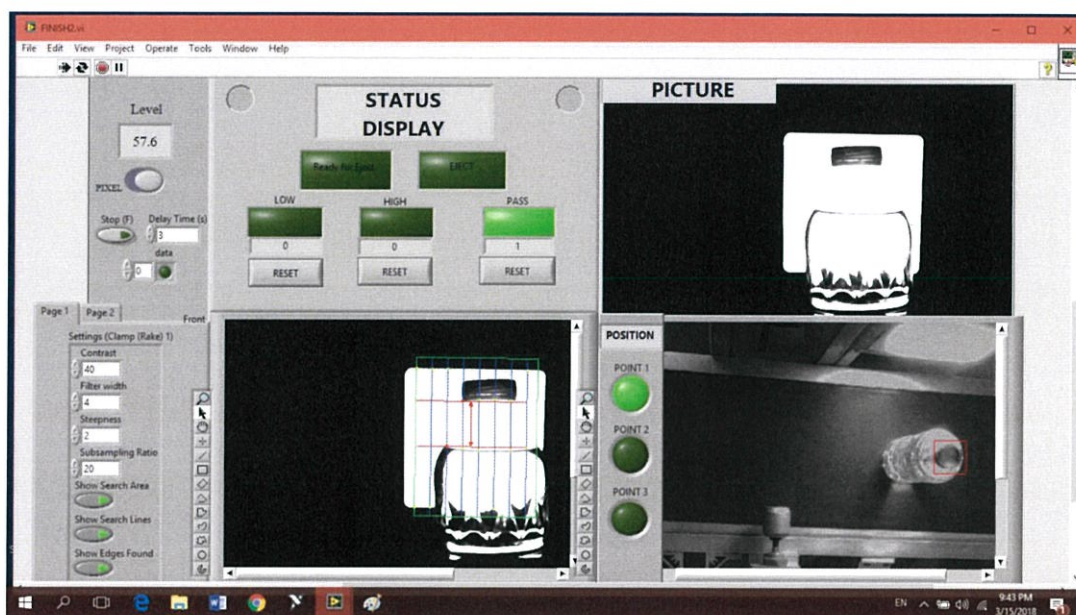 FINISH2.vi
File Edit View Project Operate Tools Window Help
Level
57.6
PIXEL
Stop (F) Delay Time (s)
3
data
0
STATUS
DISPLAY
Ready For Eject EJECT
LOW HIGH PASS
0 0 1
RESET RESET RESET
PICTURE
Page 1 Page 2
Front
Settings (Clamp (Rake) 1)
Contrast
40
Filter width
4
Steepness
2
Subsampling Ratio
20
Show Search Area
Show Search Lines
Show Edges Found
POSITION
POINT 1
POINT 2
POINT 3
EN
9:43 PM
3/15/2018